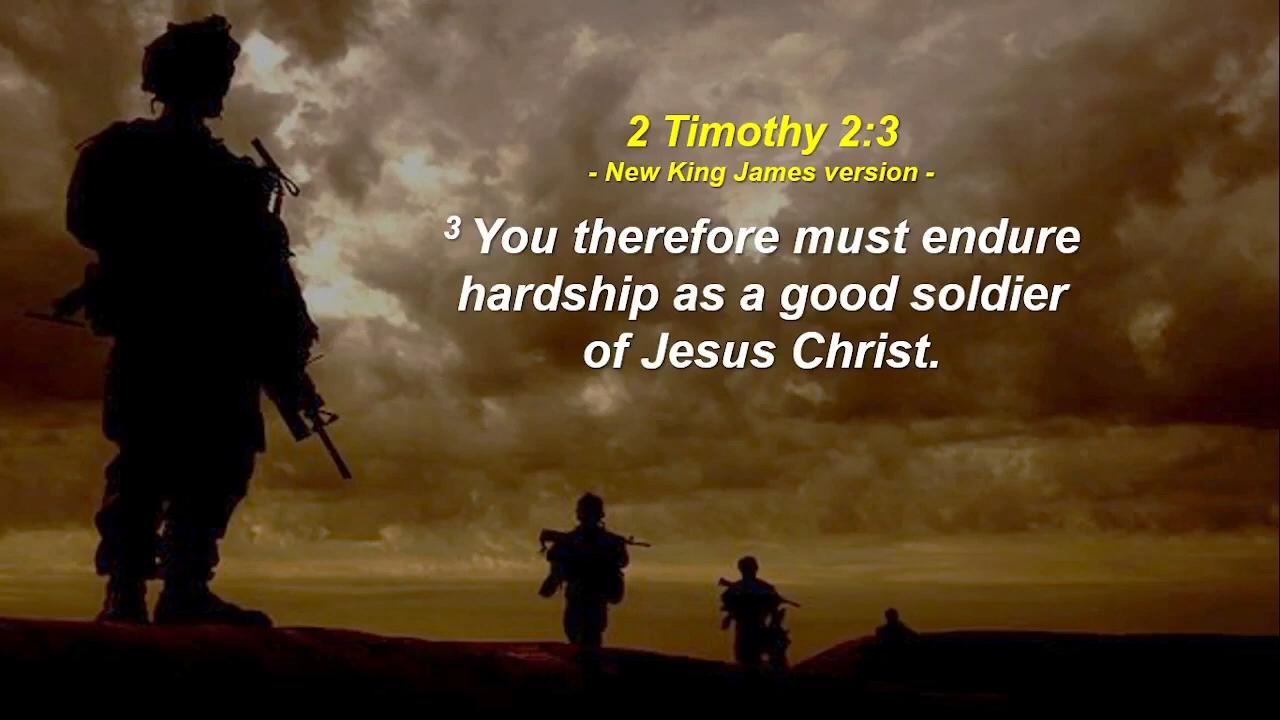 2 Timothy 2:3
- New King James version -
3 You therefore must endure
hardship as a good soldier
of Jesus Christ.